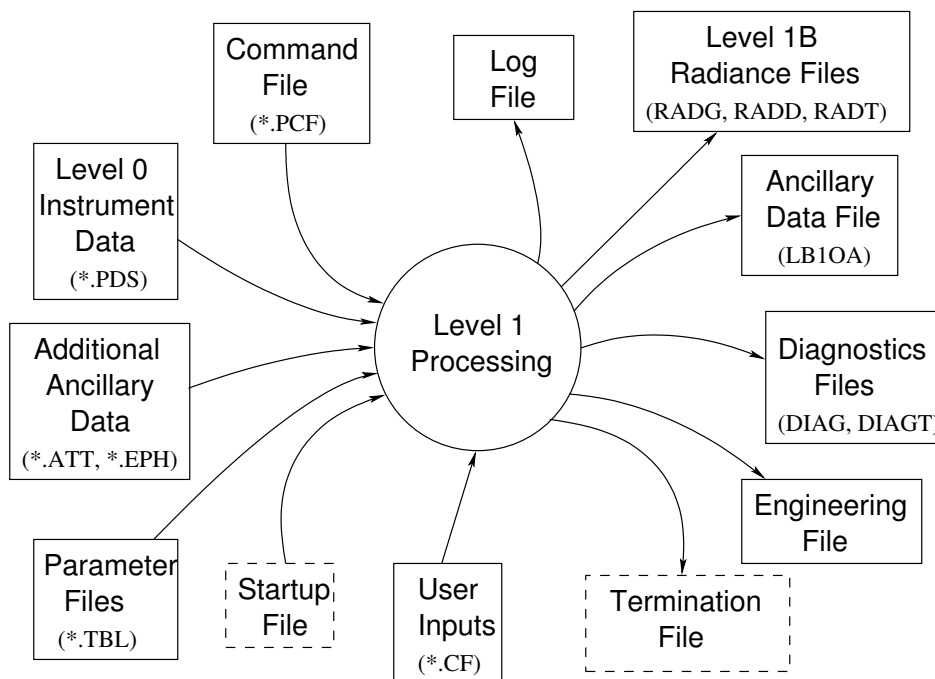 Command
File
(*.PCF)
Log
File
Level 1B
Radiance Files
(RADG, RADD, RADT)
Level 0
Instrument
Data
(*.PDS)
Ancillary
Data File
(LB1OA)
Level 1
Processing
Additional
Ancillary
Data
(*.ATT, *.EPH)
Diagnostics
Files
(DIAG, DIAGT)
Engineering
File
Parameter
Files
(*.TBL)
Startup
File
User
Inputs
(*.CF)
Termination
File